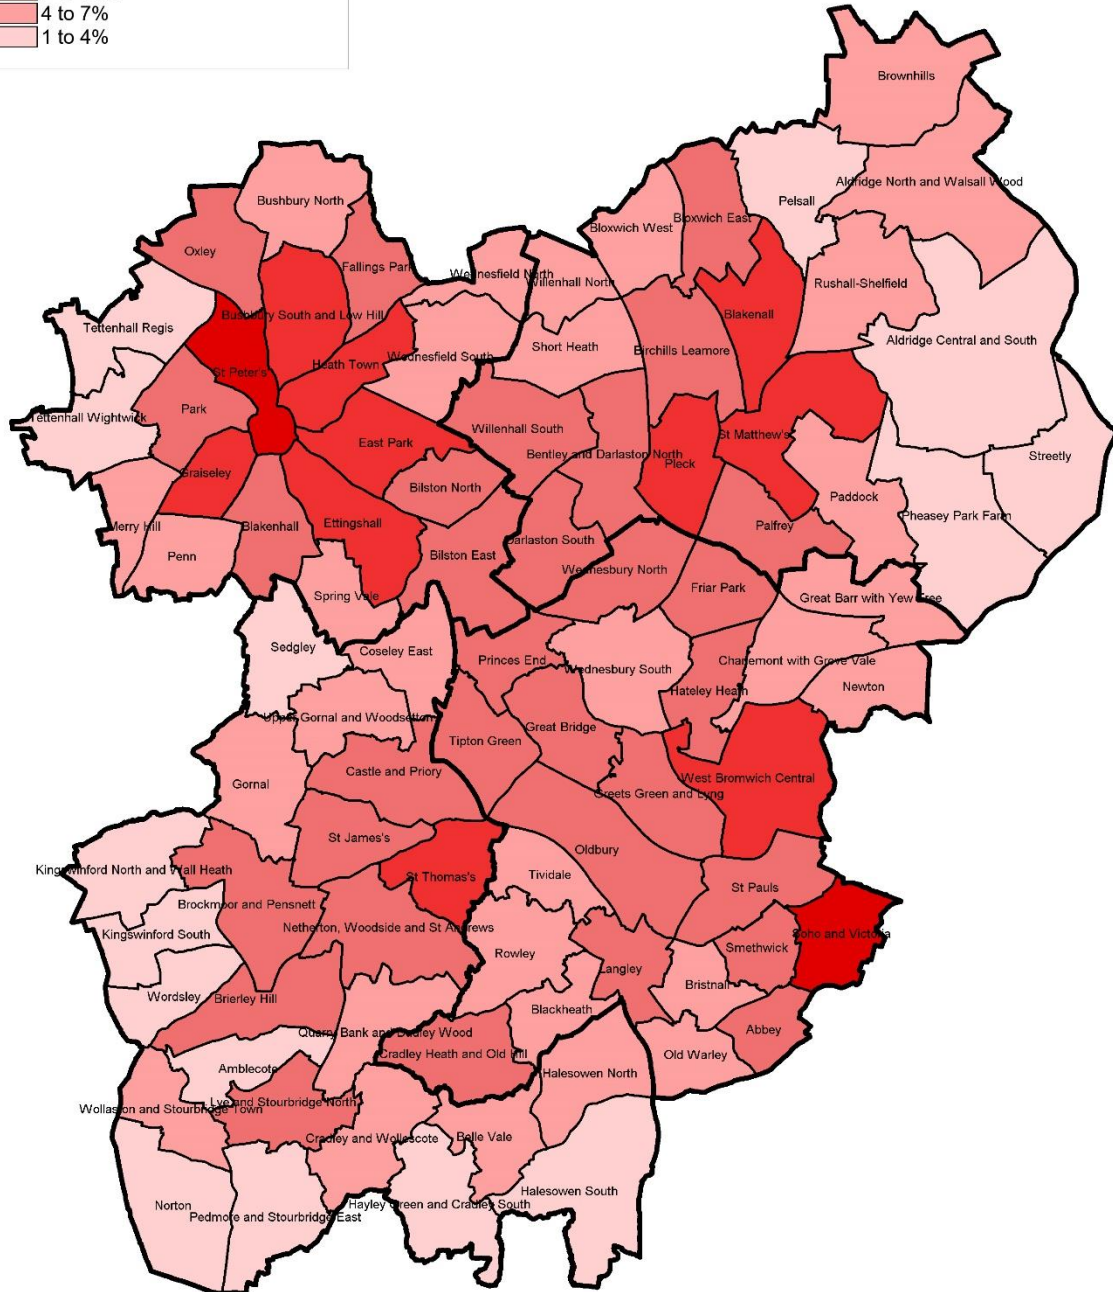 4 to 7%
1 to 4%
Brownhills
Aldridge North and Walsall Wood
Pelsall
Bushbury North
Bloxwich East
Bloxwich West
Oxley
Fallings Park
Wednesfield North
Willenhall North
Rushall-Shelfield
Tettenhall Regis
Bushbury South and Low Hill
Blakenall
Aldridge Central and South
Short Heath
Birchills Leamore
Wednesfield South
Heath Town
St Peter's
Park
Tettenhall Wightwick
Willenhall South
St Matthew's
East Park
Bentley and Darlaston North
Pleck
Streetly
Graiseley
Bilston North
Paddock
Pheasey Park Farm
Merry Hill
Blakenhall
Ettingshall
Palfrey
Penn
Bilston East
Darlaston South
Wednesbury North
Friar Park
Spring Vale
Great Barr with Yew Tree
Sedgley
Coseley East
Princes End
Wednesbury South
Charlemont with Grove Vale
Newton
Hateley Heath
Upper Gornal and Woodsetton
Great Bridge
Tipton Green
Castle and Priory
West Bromwich Central
Gornal
Greets Green and Lyng
St James's
Oldbury
Kingswinford North and Wall Heath
St Thomas's
Tividale
St Pauls
Brockmoor and Pensnett
Netherton, Woodside and St Andrews
Kingswinford South
Soho and Victoria
Smethwick
Rowley
Langley
Bristnall
Wordsley
Brierley Hill
Blackheath
Quarry Bank and Dudley Wood
Abbey
Cradley Heath and Old Hill
Old Warley
Amblecote
Halesowen North
Lye and Stourbridge North
Wollaston and Stourbridge Town
Cradley and Wollescote
Belle Vale
Halesowen South
Norton
Hayley Green and Cradley South
Pedmore and Stourbridge East